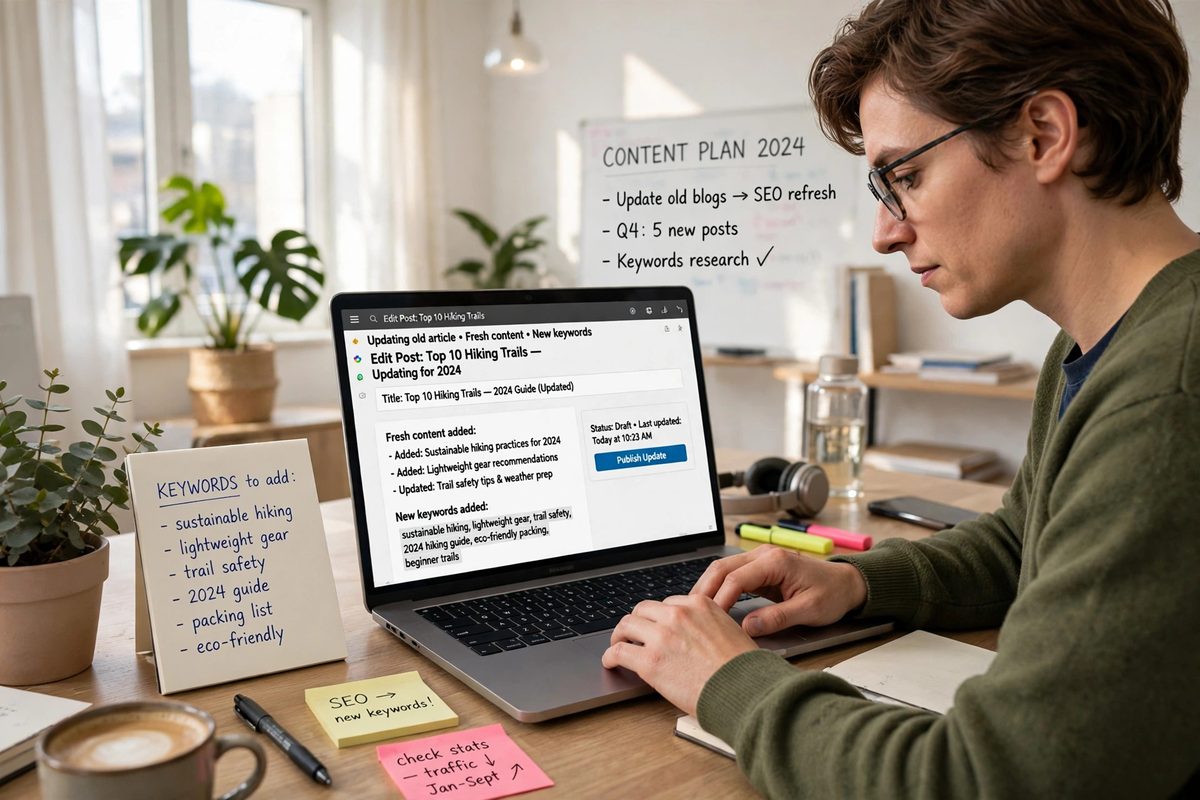 CONTENT PLAN 2024
- Update old blogs → SEO refresh
- Q4: 5 new posts
- Keywords research ✓
Edit Post: Top 10 Hiking Trails
Updating old article • Fresh content • New keywords
Edit Post: Top 10 Hiking Trails —
Updating for 2024
Title: Top 10 Hiking Trails — 2024 Guide (Updated)
Fresh content added:
- Added: Sustainable hiking practices for 2024
- Added: Lightweight gear recommendations
- Updated: Trail safety tips & weather prep
New keywords added:
sustainable hiking, lightweight gear, trail safety,
2024 hiking guide, eco-friendly packing,
beginner trails
Status: Draft • Last updated:
Today at 10:23 AM
Publish Update
KEYWORDS to add:
- sustainable hiking
- lightweight gear
- trail safety
- 2024 guide
- packing list
- eco-friendly
SEO →
new keywords!
check stats
— traffic ↓
Jan-Sept ↗